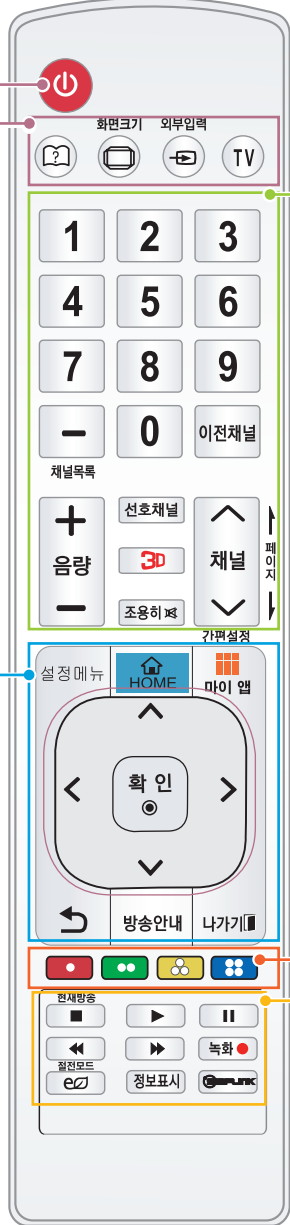 화면크기 외부입력
? TV
1 2 3
4 5 6
7 8 9
- 0 이전채널
채널목록
+ 선호채널
음량 3D 채널 페이지
- 조용히
간편설정
설정메뉴 HOME 마이 앱
확인
방송안내 나가기
현재방송
녹화
절전모드
정보표시